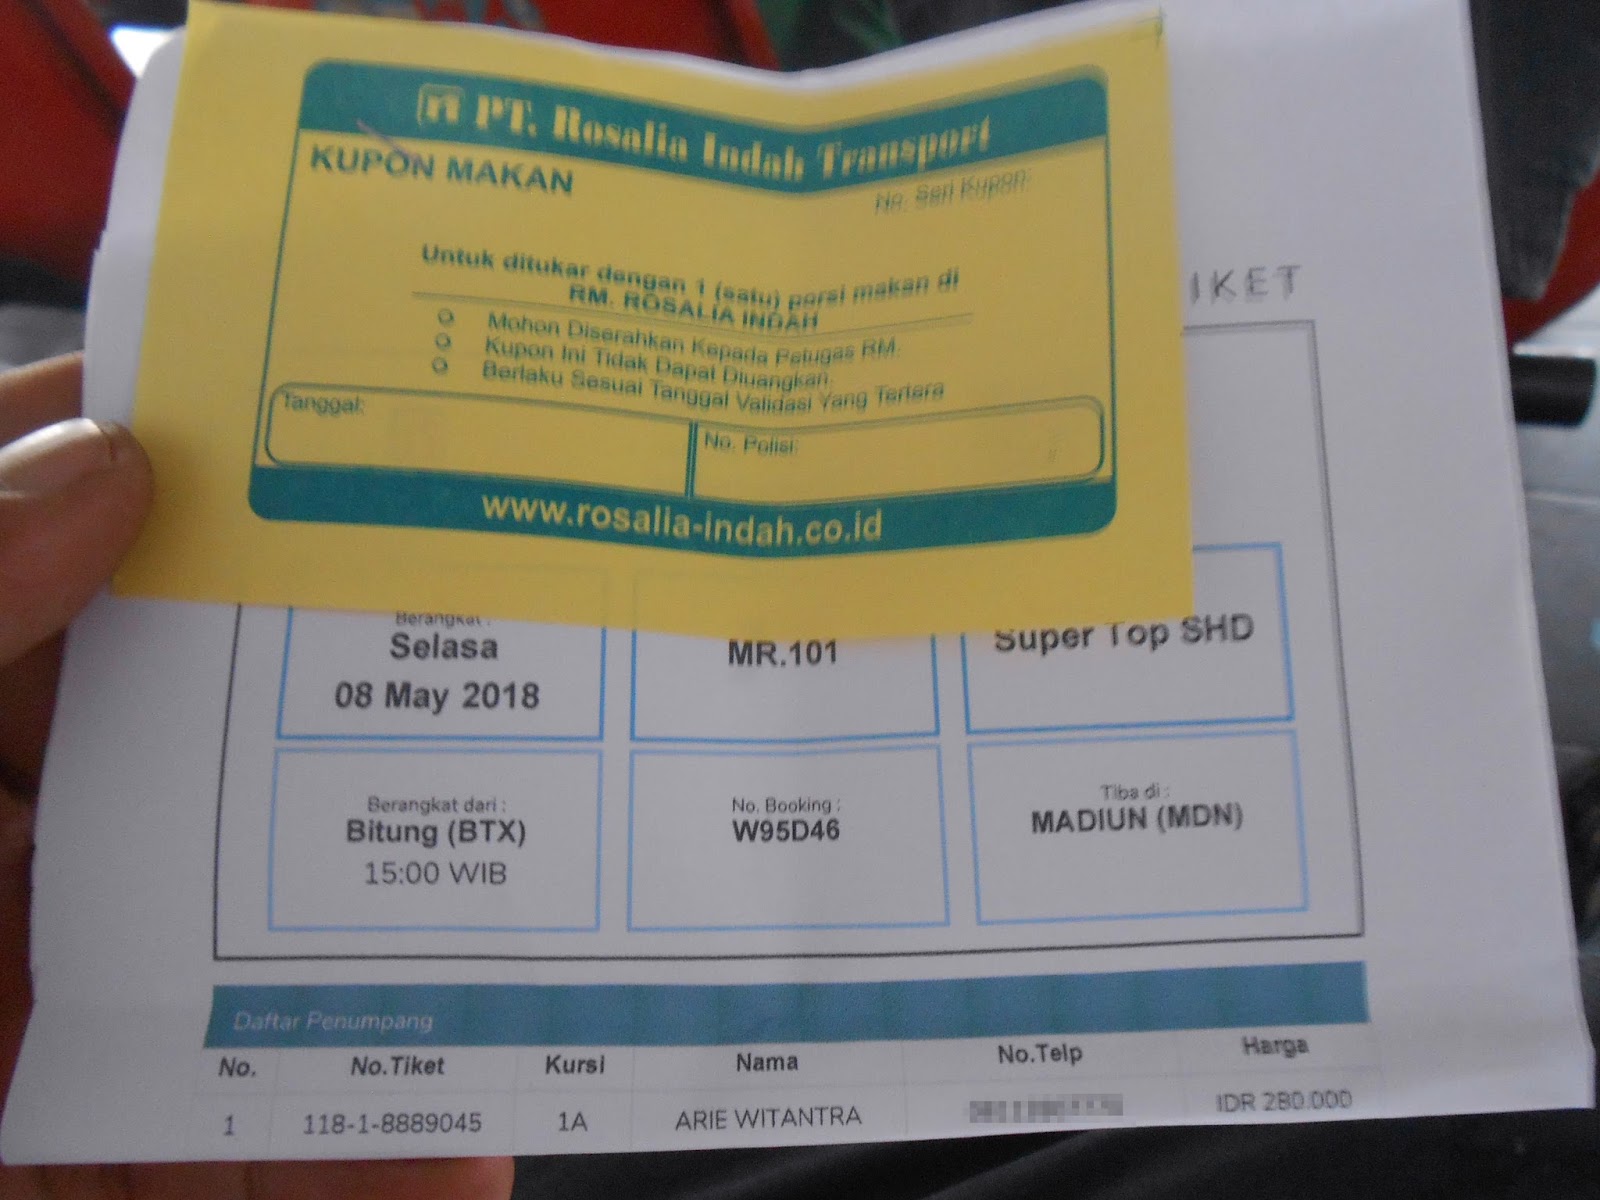 PT. Rosalia Indah Transport
KUPON MAKAN
No. Seri Kupon:
Untuk ditukar dengan 1 (satu) porsi makan di
RM. ROSALIA INDAH
Mohon Diserahkan Kepada Petugas RM.
Kupon Ini Tidak Dapat Diuangkan.
Berlaku Sesuai Tanggal Validasi Yang Tertera
Tanggal:
No. Polisi:
www.rosalia-indah.co.id
IKET
Berangkat :
Selasa
08 May 2018
MR.101
Super Top SHD
Berangkat dari :
Bitung (BTX)
15:00 WIB
No. Booking :
W95D46
Tiba di :
MADIUN (MDN)
Daftar Penumpang
No. No.Tiket Kursi Nama No.Telp Harga
1 118-1-8889045 1A ARIE WITANTRA IDR 280.000